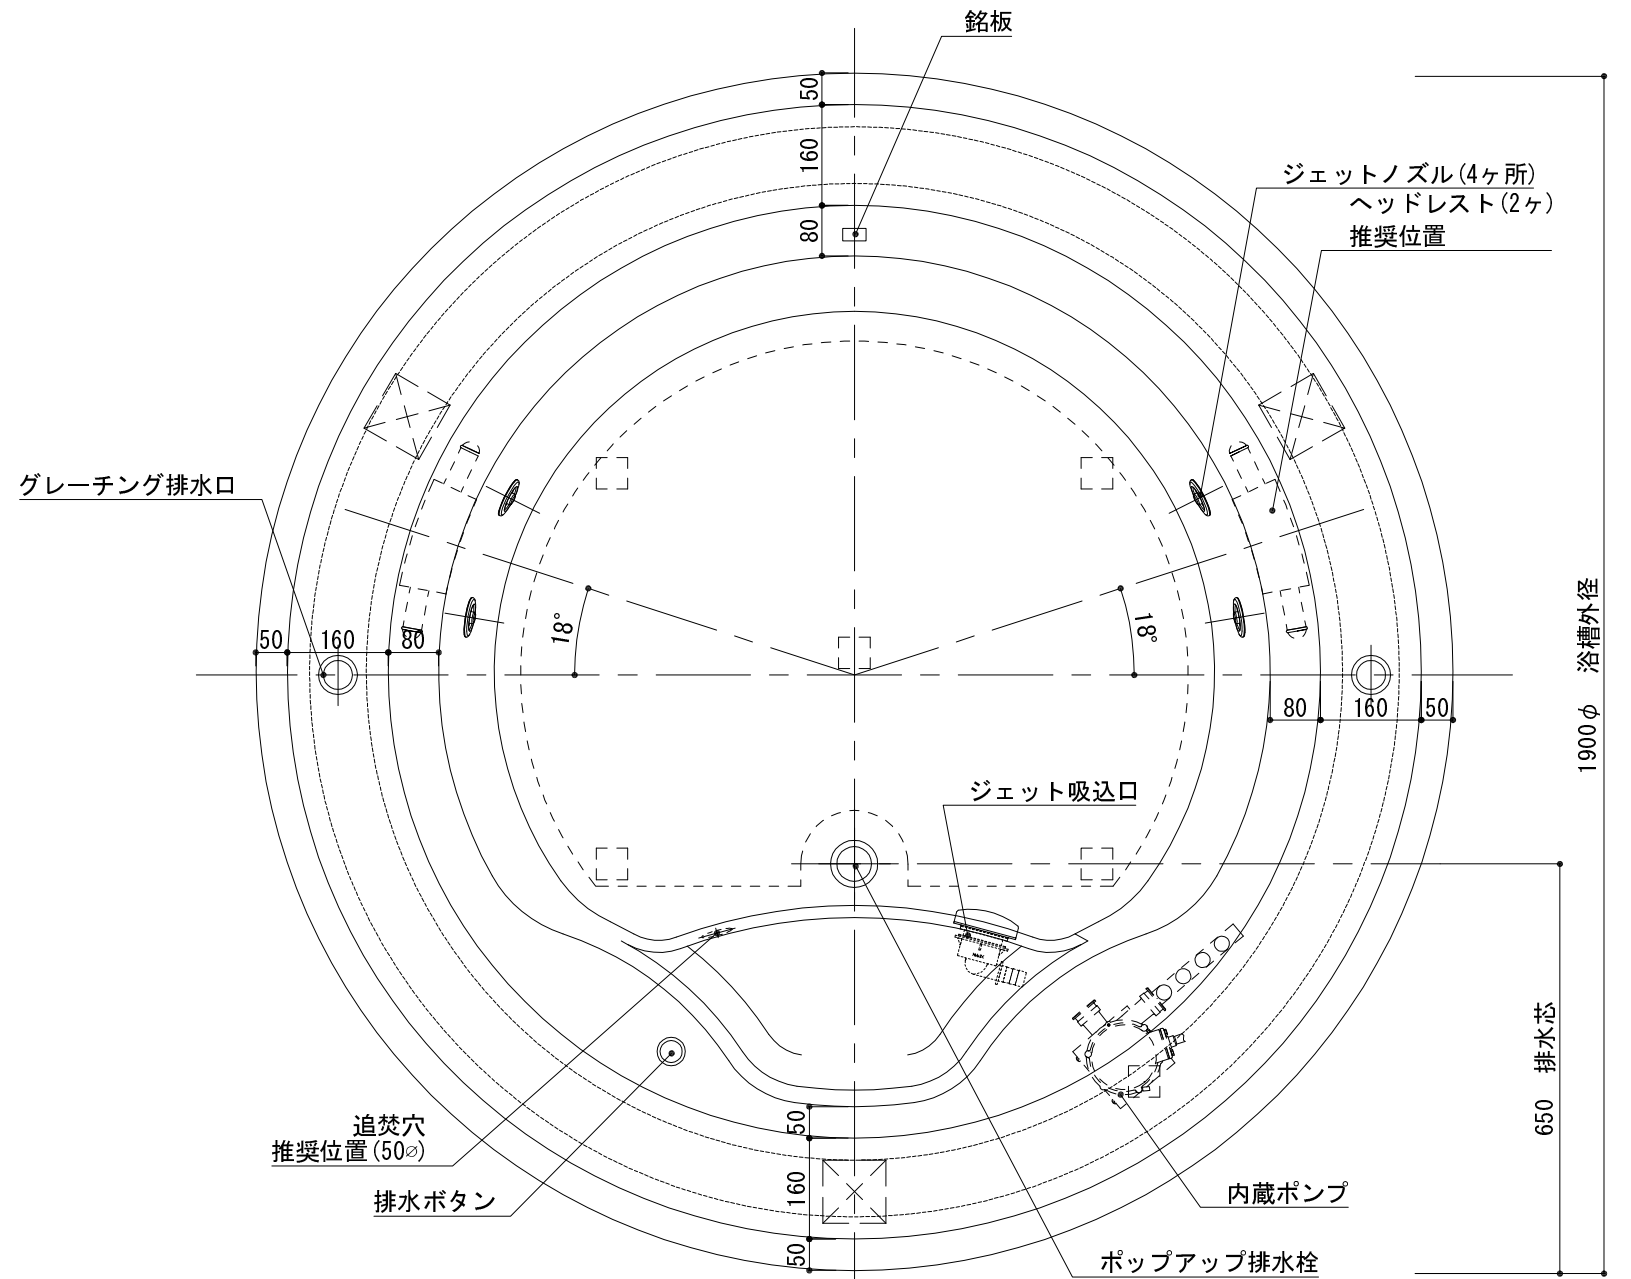 銘板
50
160
80
ジェットノズル(4ヶ所)
ヘッドレスト(2ヶ)
推奨位置
グレーチング排水口
18°
18°
50 160 80
80 160 50
1900φ 浴槽外径
ジェット吸込口
650 排水芯
追焚穴
推奨位置(50⌀)
排水ボタン
50
160
50
内蔵ポンプ
ポップアップ排水栓